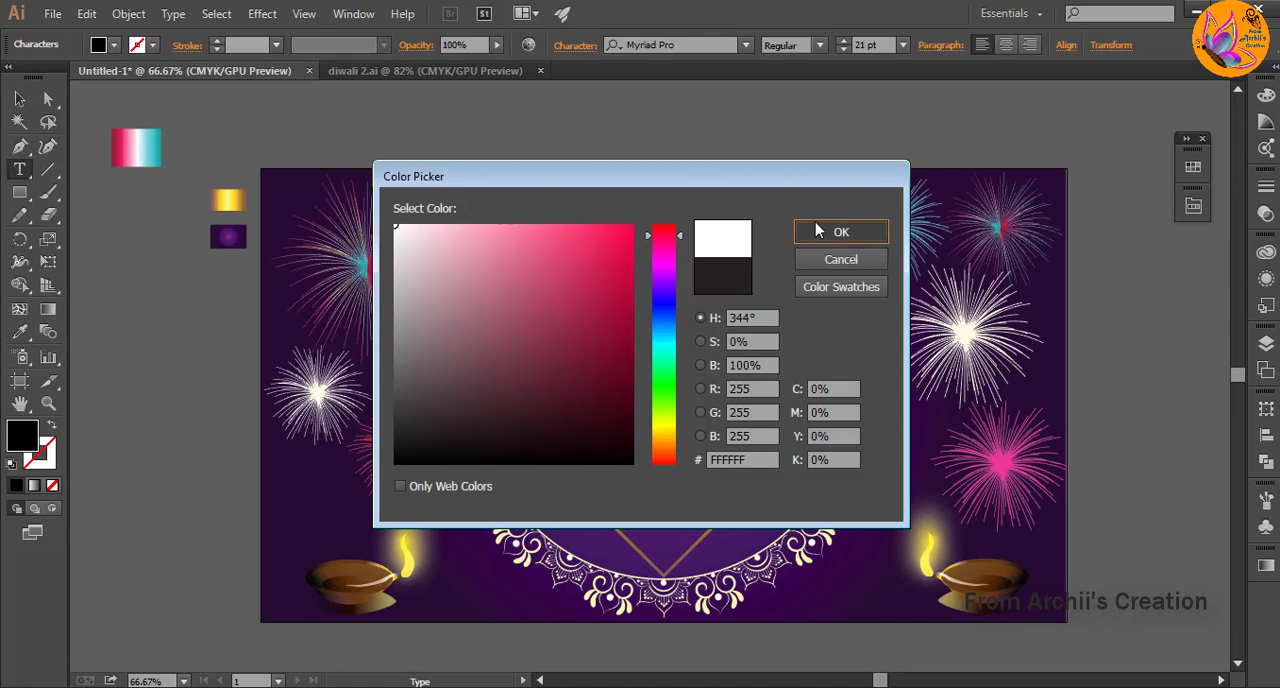 Ai File Edit Object Type Select Effect View Window Help Br St Essentials
Characters Stroke: Opacity: 100% Character: Myriad Pro Regular 21 pt Paragraph: Align Transform
Untitled-1* @ 66.67% (CMYK/GPU Preview) × diwali 2.ai @ 82% (CMYK/GPU Preview) ×
Color Picker
Select Color:
OK
Cancel
Color Swatches
H: 344°
S: 0%
B: 100%
R: 255 C: 0%
G: 255 M: 0%
B: 255 Y: 0%
# FFFFFF K: 0%
Only Web Colors
From Archii's Creation
66.67% 1 Type